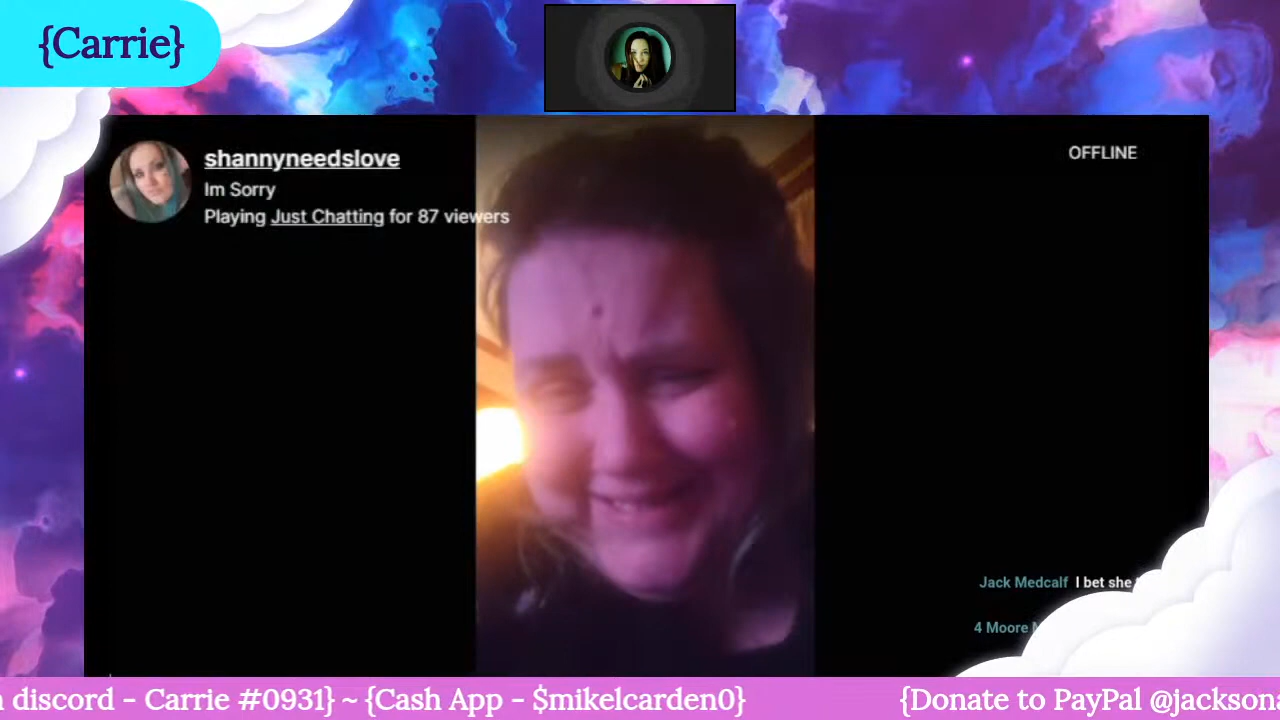 {Carrie}
shannyneedslove
OFFLINE
Im Sorry
Playing Just Chatting for 87 viewers
Jack Medcalf I bet she
4 Moore
discord - Carrie #0931} ~ {Cash App - $mikelcarden0} {Donate to PayPal